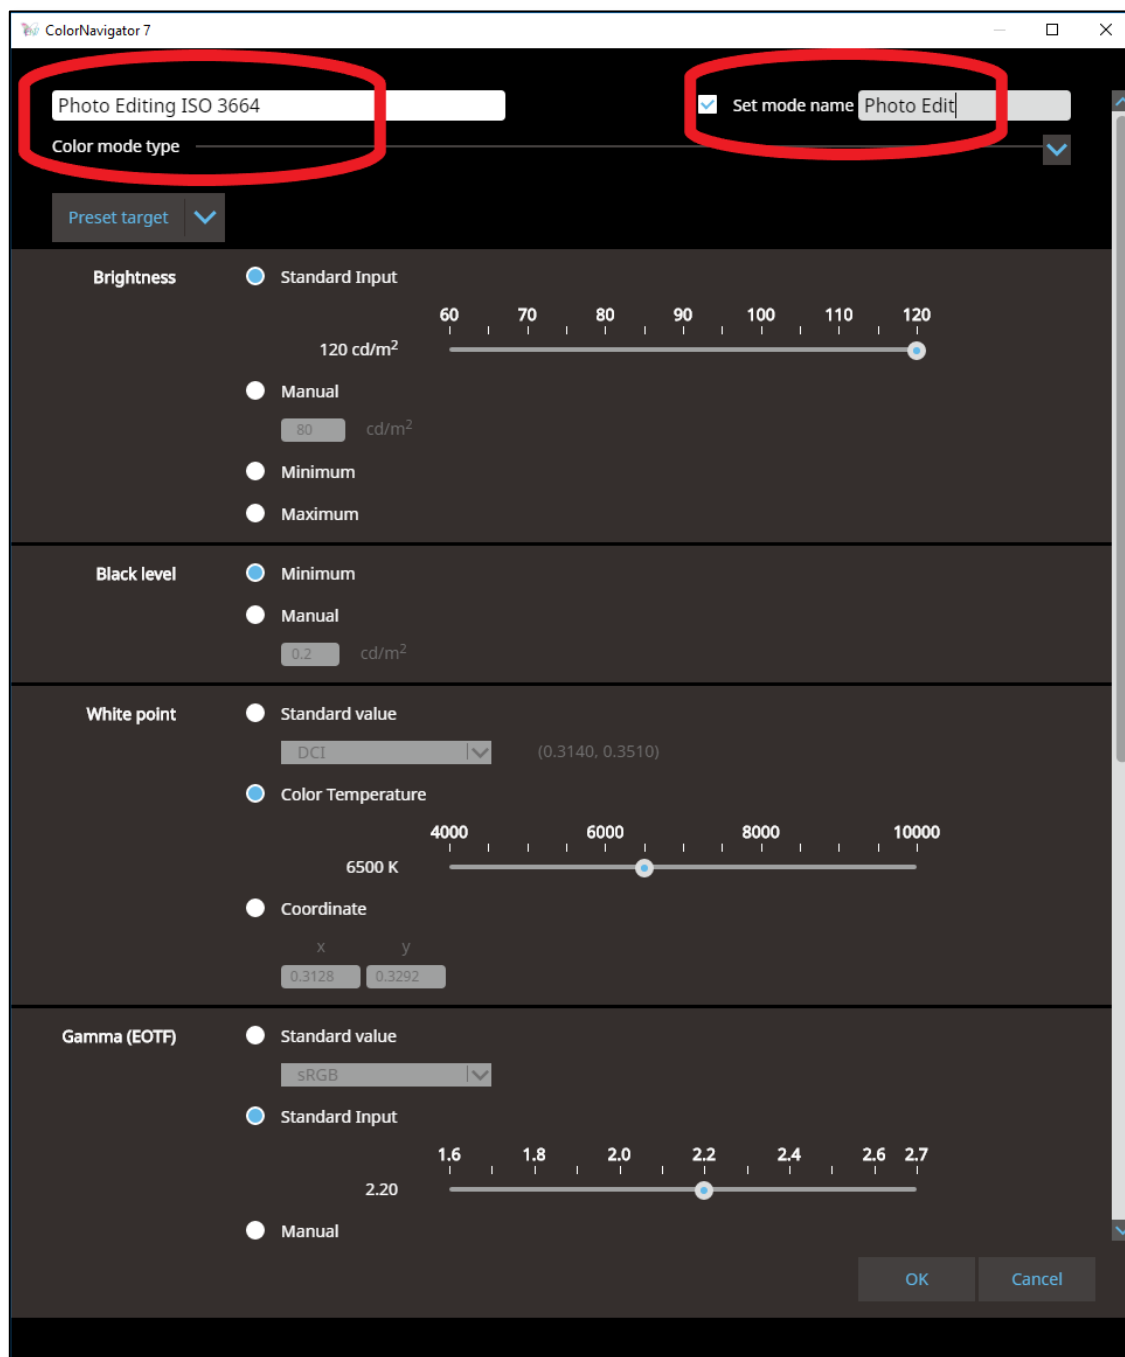 ColorNavigator 7
Photo Editing ISO 3664
Set mode name Photo Edit
Color mode type
Preset target
Brightness
Standard Input
60 70 80 90 100 110 120
120 cd/m²
Manual
80 cd/m²
Minimum
Maximum
Black level
Minimum
Manual
0.2 cd/m²
White point
Standard value
DCI (0.3140, 0.3510)
Color Temperature
4000 6000 8000 10000
6500 K
Coordinate
x y
0.3128 0.3292
Gamma (EOTF)
Standard value
sRGB
Standard Input
1.6 1.8 2.0 2.2 2.4 2.6 2.7
2.20
Manual
OK Cancel